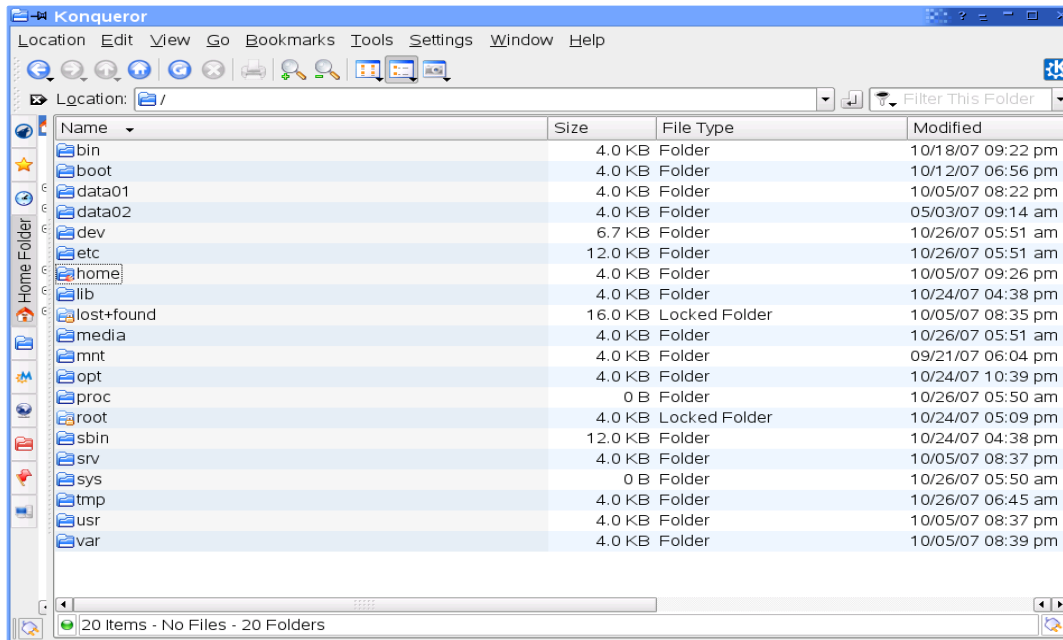 Konqueror
Location Edit View Go Bookmarks Tools Settings Window Help
Location: / Filter This Folder
Name Size File Type Modified
bin 4.0 KB Folder 10/18/07 09:22 pm
boot 4.0 KB Folder 10/12/07 06:56 pm
data01 4.0 KB Folder 10/05/07 08:22 pm
data02 4.0 KB Folder 05/03/07 09:14 am
dev 6.7 KB Folder 10/26/07 05:51 am
etc 12.0 KB Folder 10/26/07 05:51 am
home 4.0 KB Folder 10/05/07 09:26 pm
lib 4.0 KB Folder 10/24/07 04:38 pm
lost+found 16.0 KB Locked Folder 10/05/07 08:35 pm
media 4.0 KB Folder 10/26/07 05:51 am
mnt 4.0 KB Folder 09/21/07 06:04 pm
opt 4.0 KB Folder 10/24/07 10:39 pm
proc 0 B Folder 10/26/07 05:50 am
root 4.0 KB Locked Folder 10/24/07 05:09 pm
sbin 12.0 KB Folder 10/24/07 04:38 pm
srv 4.0 KB Folder 10/05/07 08:37 pm
sys 0 B Folder 10/26/07 05:50 am
tmp 4.0 KB Folder 10/26/07 06:45 am
usr 4.0 KB Folder 10/05/07 08:37 pm
var 4.0 KB Folder 10/05/07 08:39 pm
Home Folder
20 Items - No Files - 20 Folders